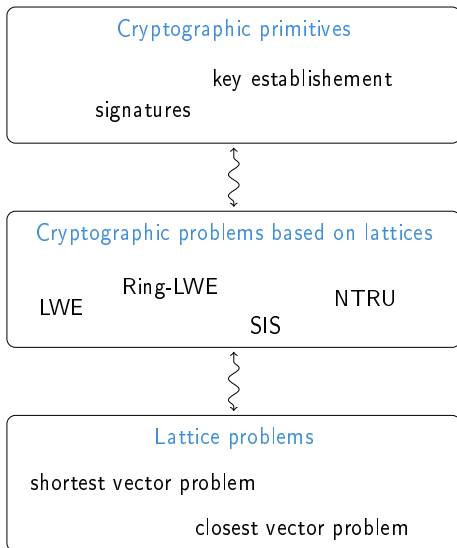 Cryptographic primitives
key establishement
signatures
Cryptographic problems based on lattices
Ring-LWE
NTRU
LWE
SIS
Lattice problems
shortest vector problem
closest vector problem